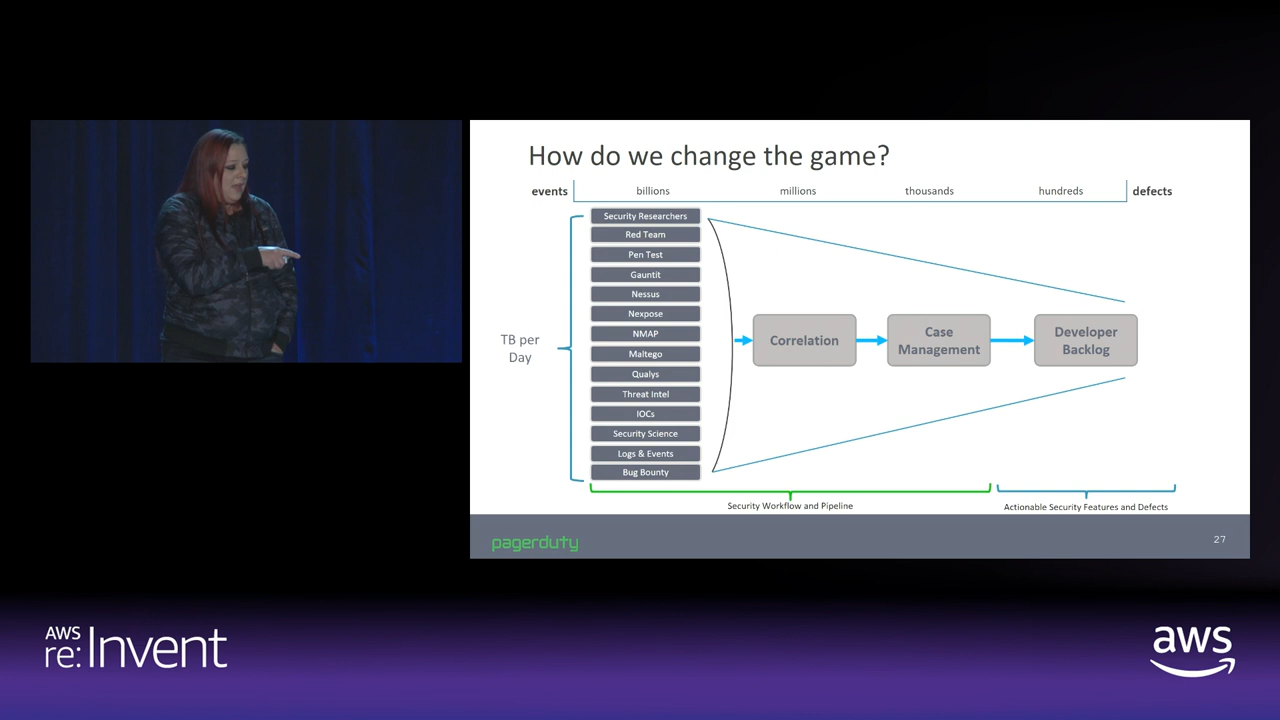 How do we change the game?
events billions millions thousands hundreds defects
Security Researchers
Red Team
Pen Test
Gauntit
Nessus
Nexpose
NMAP
Maltego
Qualys
Threat Intel
IOCs
Security Science
Logs & Events
Bug Bounty
TB per
Day
Correlation
Case
Management
Developer
Backlog
Security Workflow and Pipeline
Actionable Security Features and Defects
pagerduty
27
AWS
re:Invent
aws